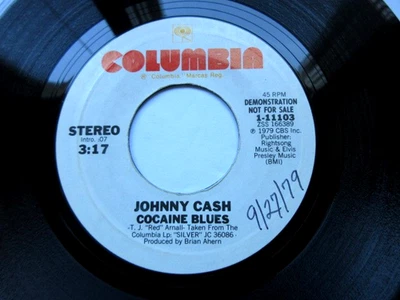 COLUMBIA
® "Columbia" Marcas Reg.
45 RPM
DEMONSTRATION
NOT FOR SALE
1-11103
ZSS 166389
℗ 1979 CBS Inc.
Publisher:
Rightsong
Music & Elvis
Presley Music
(BMI)
STEREO
Intro. :07
3:17
JOHNNY CASH
COCAINE BLUES
-T. J. "Red" Arnall- Taken From The
Columbia Lp: "SILVER" JC 36086
Produced by Brian Ahern
9/27/79